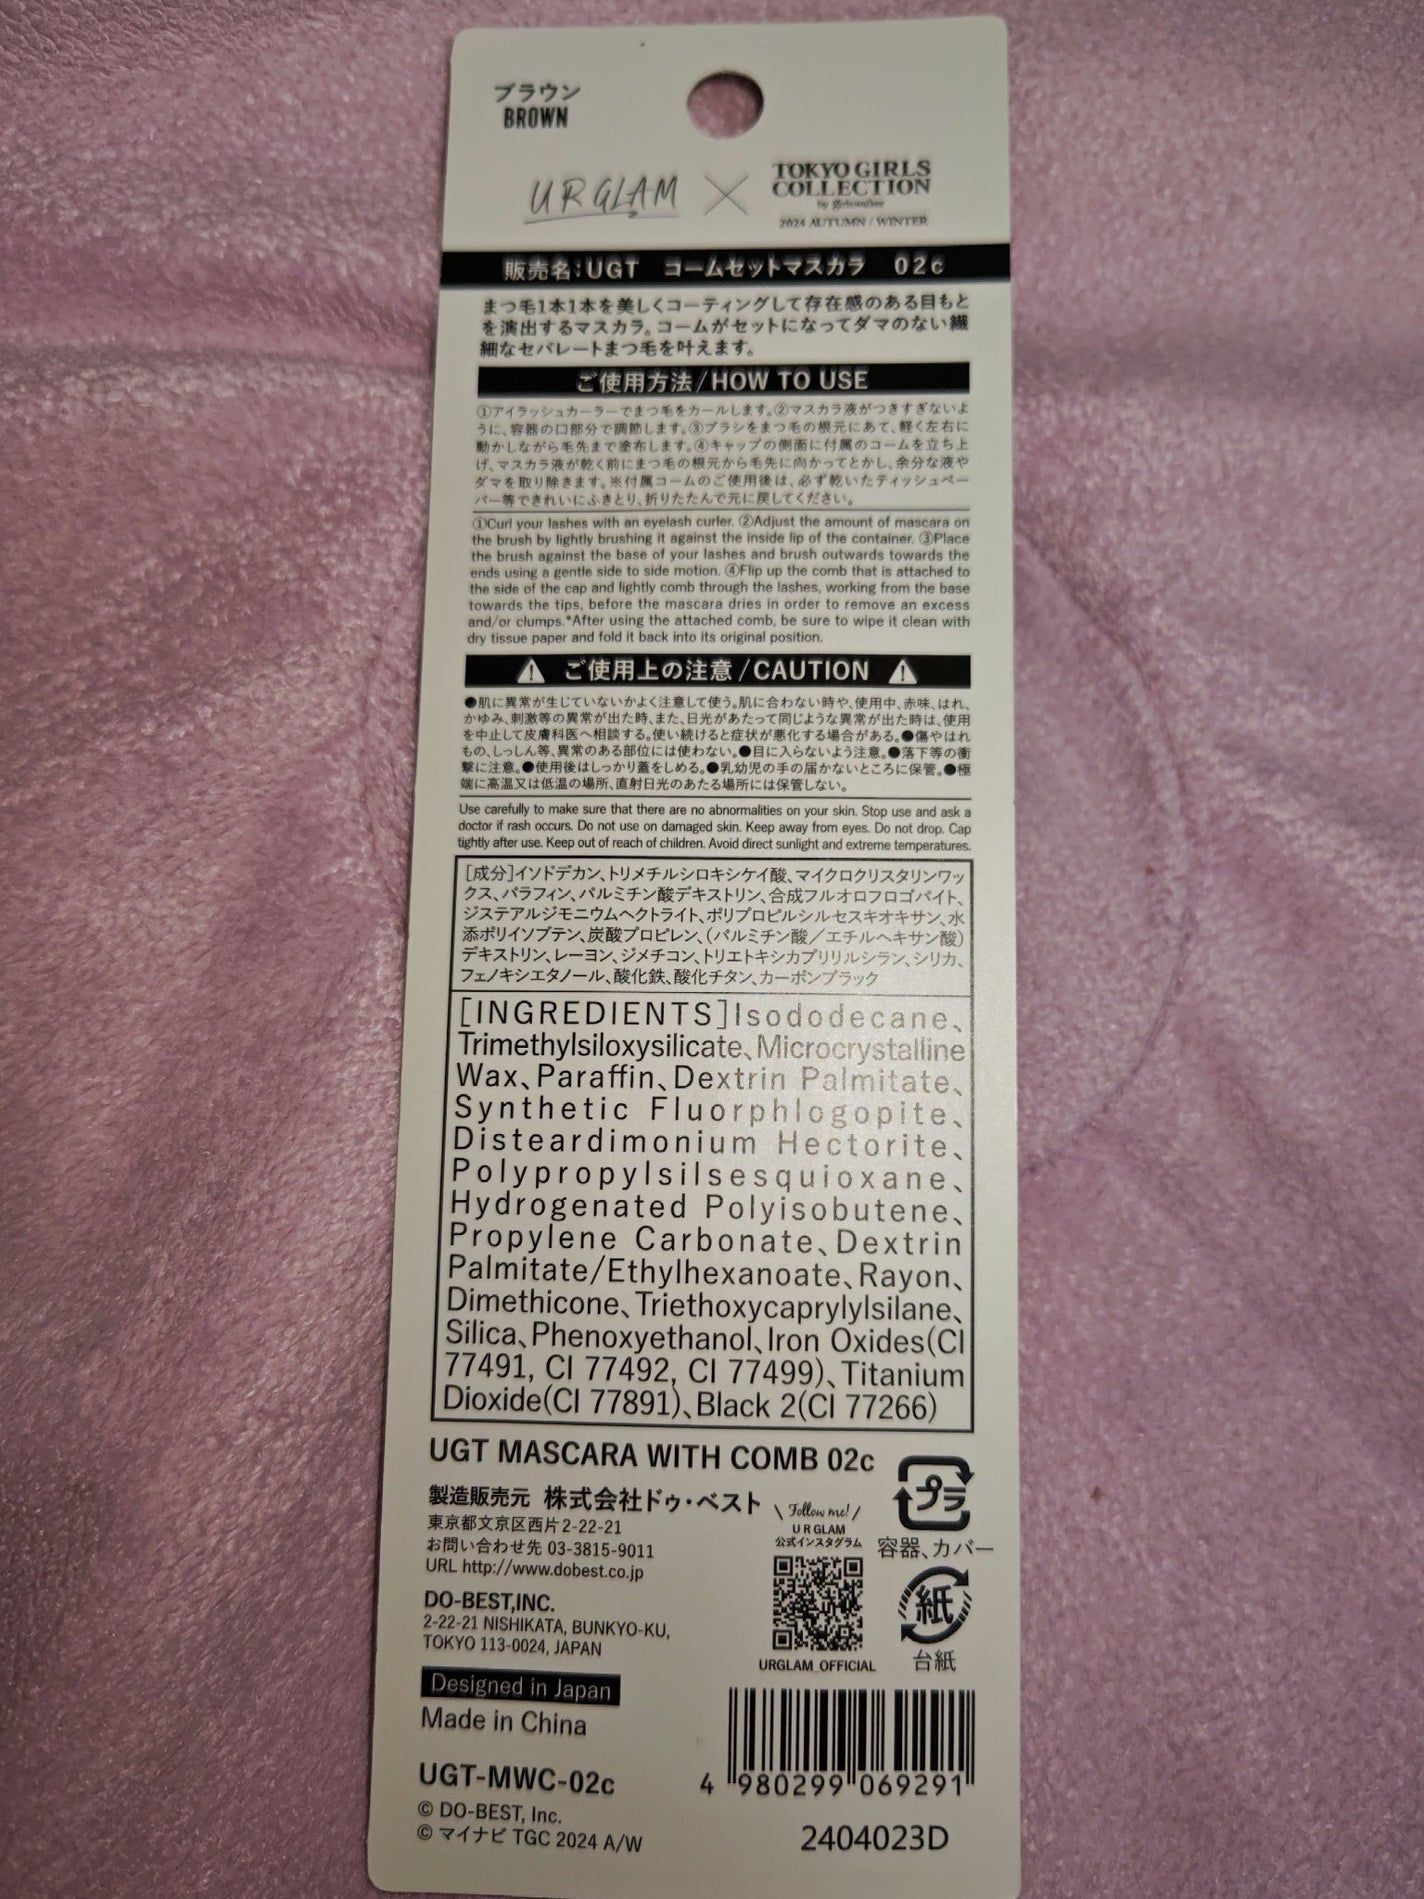 ブラウン
BROWN
UR GLAM × TOKYO GIRLS
COLLECTION
by girlswalker
2024 AUTUMN / WINTER
販売名:UGT コームセットマスカラ 02c
まつ毛1本1本を美しくコーティングして存在感のある目もと
を演出するマスカラ。コームがセットになってダマのない繊
細なセパレートまつ毛を叶えます。
ご使用方法/HOW TO USE
①アイラッシュカーラーでまつ毛をカールします。②マスカラ液がつきすぎないよ
うに、容器の口部分で調節します。③ブラシをまつ毛の根元にあて、軽く左右に
動かしながら毛先まで塗布します。④キャップの側面に付属のコームを立ち上
げ、マスカラ液が乾く前にまつ毛の根元から毛先に向かってとかし、余分な液や
ダマを取り除きます。※付属コームのご使用後は、必ず乾いたティッシュペー
パー等できれいにふきとり、折りたたんで元に戻してください。
①Curl your lashes with an eyelash curler. ②Adjust the amount of mascara on
the brush by lightly brushing it against the inside lip of the container. ③Place
the brush against the base of your lashes and brush outwards towards the
ends using a gentle side to side motion. ④Flip up the comb that is attached to
the side of the cap and lightly comb through the lashes, working from the base
towards the tips, before the mascara dries in order to remove an excess
and/or clumps.*After using the attached comb, be sure to wipe it clean with
dry tissue paper and fold it back into its original position.
ご使用上の注意/CAUTION
●肌に異常が生じていないかよく注意して使う。肌に合わない時や、使用中、赤味、はれ、
かゆみ、刺激等の異常が出た時、また、日光があたって同じような異常が出た時は、使用
を中止して皮膚科医へ相談する。使い続けると症状が悪化する場合がある。●傷やはれ
もの、しっしん等、異常のある部位には使わない。●目に入らないよう注意。●落下等の衝
撃に注意。●使用後はしっかり蓋をしめる。●乳幼児の手の届かないところに保管。●極
端に高温又は低温の場所、直射日光のあたる場所には保管しない。
Use carefully to make sure that there are no abnormalities on your skin. Stop use and ask a
doctor if rash occurs. Do not use on damaged skin. Keep away from eyes. Do not drop. Cap
tightly after use. Keep out of reach of children. Avoid direct sunlight and extreme temperatures.
[成分]イソドデカン、トリメチルシロキシケイ酸、マイクロクリスタリンワッ
クス、パラフィン、パルミチン酸デキストリン、合成フルオロフロゴパイト、
ジステアルジモニウムヘクトライト、ポリプロピルシルセスキオキサン、水
添ポリイソブテン、炭酸プロピレン、(パルミチン酸/エチルヘキサン酸)
デキストリン、レーヨン、ジメチコン、トリエトキシカプリリルシラン、シリカ、
フェノキシエタノール、酸化鉄、酸化チタン、カーボンブラック
[INGREDIENTS]Isododecane、
Trimethylsiloxysilicate、Microcrystalline
Wax、Paraffin、Dextrin Palmitate、
Synthetic Fluorphlogopite、
Disteardimonium Hectorite、
Polypropylsilsesquioxane、
Hydrogenated Polyisobutene、
Propylene Carbonate、Dextrin
Palmitate/Ethylhexanoate、Rayon、
Dimethicone、Triethoxycaprylylsilane、
Silica、Phenoxyethanol、Iron Oxides(CI
77491, CI 77492, CI 77499)、Titanium
Dioxide(CI 77891)、Black 2(CI 77266)
UGT MASCARA WITH COMB 02c
製造販売元 株式会社ドゥ・ベスト
東京都文京区西片2-22-21
お問い合わせ先 03-3815-9011
URL http://www.dobest.co.jp
DO-BEST,INC.
2-22-21 NISHIKATA, BUNKYO-KU,
TOKYO 113-0024, JAPAN
\ Follow me! /
UR GLAM
公式インスタグラム
URGLAM_OFFICIAL
プラ
容器、カバー
紙
台紙
Designed in Japan
Made in China
UGT-MWC-02c
© DO-BEST, Inc.
© マイナビ TGC 2024 A/W
4 980299 069291
2404023D